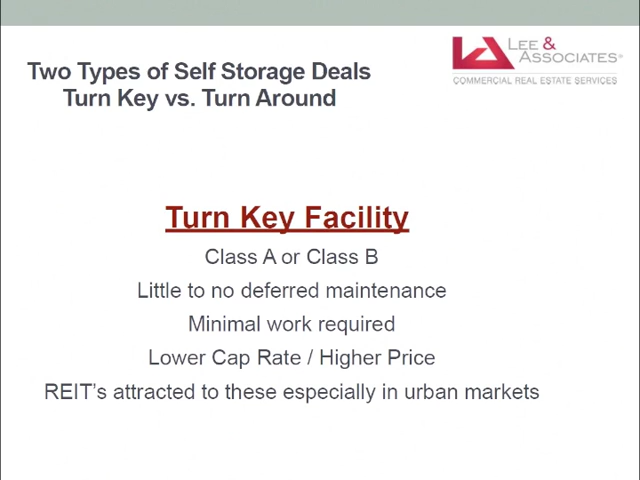 Two Types of Self Storage Deals
Turn Key vs. Turn Around
LEE &
ASSOCIATES®
COMMERCIAL REAL ESTATE SERVICES
Turn Key Facility
Class A or Class B
Little to no deferred maintenance
Minimal work required
Lower Cap Rate / Higher Price
REIT's attracted to these especially in urban markets